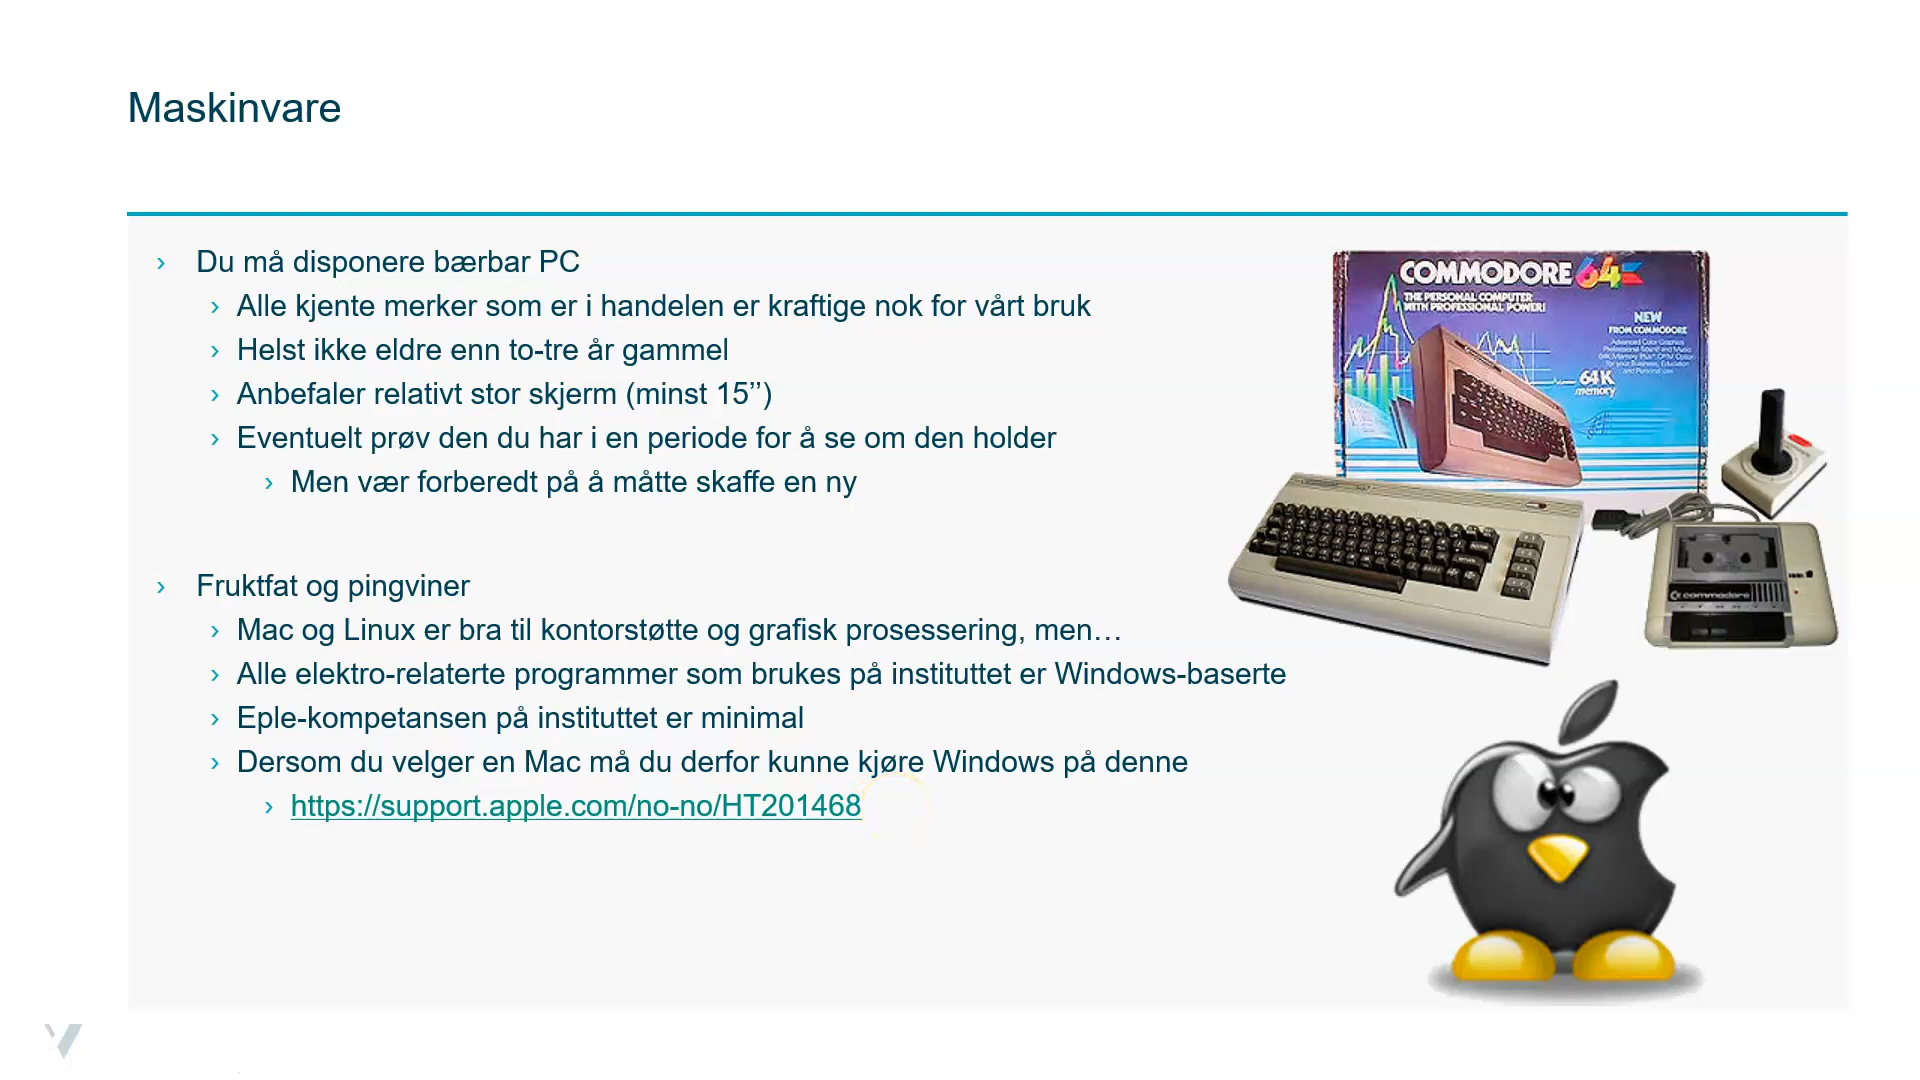 Maskinvare
Du må disponere bærbar PC
Alle kjente merker som er i handelen er kraftige nok for vårt bruk
Helst ikke eldre enn to-tre år gammel
Anbefaler relativt stor skjerm (minst 15’’)
Eventuelt prøv den du har i en periode for å se om den holder
Men vær forberedt på å måtte skaffe en ny
Fruktfat og pingviner
Mac og Linux er bra til kontorstøtte og grafisk prosessering, men…
Alle elektro-relaterte programmer som brukes på instituttet er Windows-baserte
Eple-kompetansen på instituttet er minimal
Dersom du velger en Mac må du derfor kunne kjøre Windows på denne
https://support.apple.com/no-no/HT201468
COMMODORE 64
THE PERSONAL COMPUTER
WITH PROFESSIONAL POWER!
NEW
FROM COMMODORE
Advanced Color Graphics
Professional Sound and Music
64K Memory Plus CP/M Option
for your Business, Education
and Personal use
64K
memory
commodore